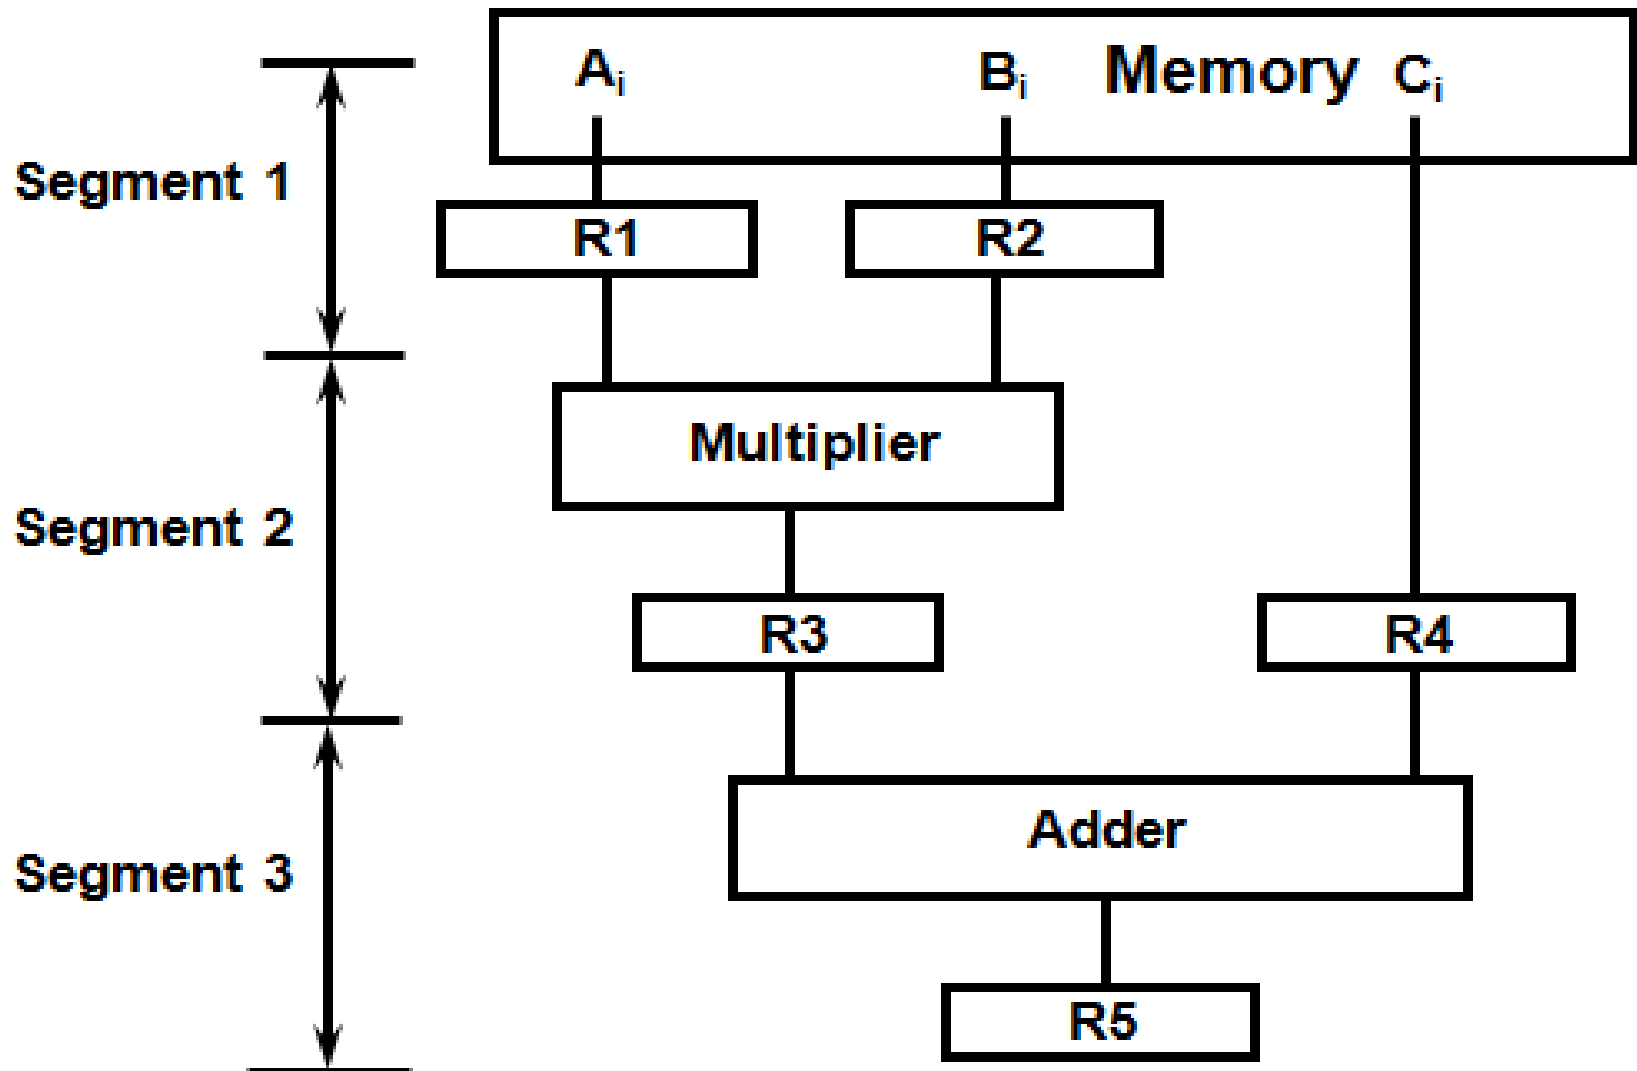 Aᵢ Bᵢ Memory Cᵢ
Segment 1
R1 R2
Multiplier
Segment 2
R3 R4
Adder
Segment 3
R5